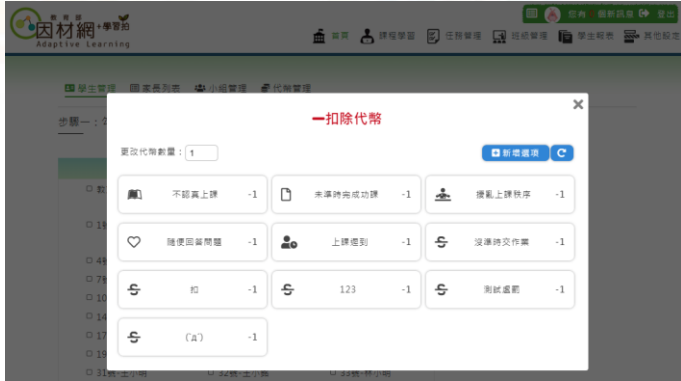 教育部
因材網+學習拍
Adaptive Learning
您有 個新訊息 登出
首頁 課程學習 任務管理 班級管理 學生報表 其他設定
學生管理 家長列表 小組管理 代幣管理
步驟一：
扣除代幣
更改代幣數量：1
新增選項
不認真上課 -1
未準時完成功課 -1
擾亂上課秩序 -1
隨便回答問題 -1
上課遲到 -1
沒準時交作業 -1
扣 -1
123 -1
測試處罰 -1
(´д`) -1
31號-王小明 32號-王小 33號-林小明